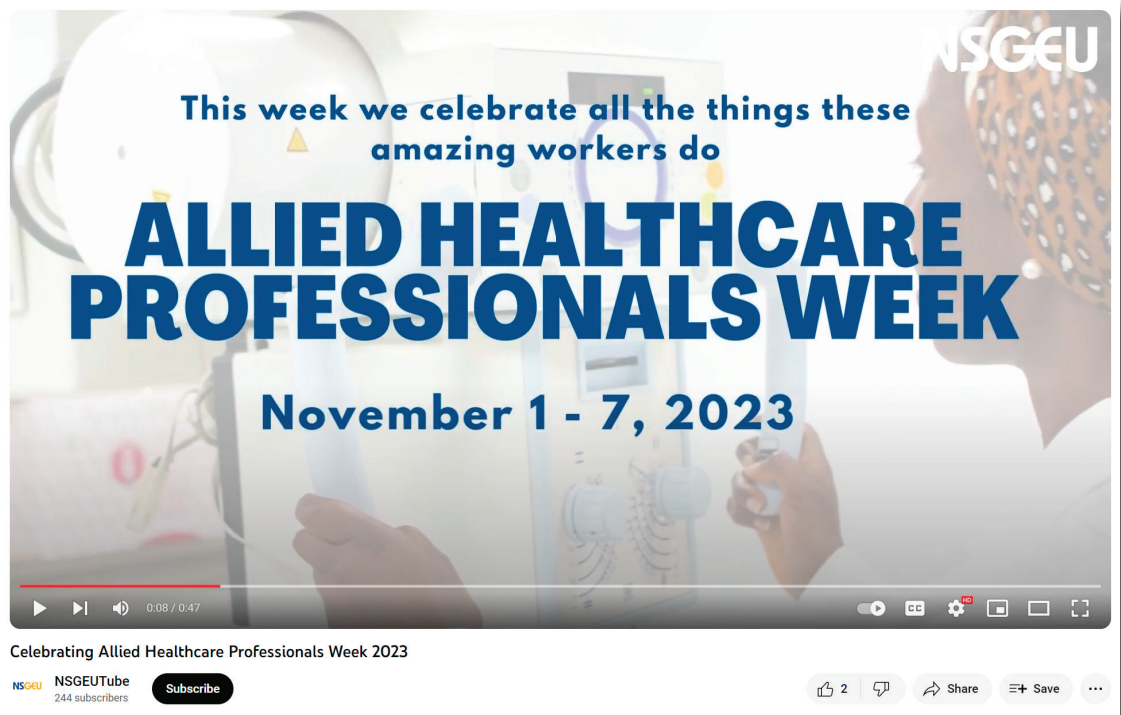 NSGEU
This week we celebrate all the things these
amazing workers do
ALLIED HEALTHCARE
PROFESSIONALS WEEK
November 1 - 7, 2023
0:08 / 0:47
CC
HD
Celebrating Allied Healthcare Professionals Week 2023
NSGEU
NSGEUTube
244 subscribers
Subscribe
2
Share
Save